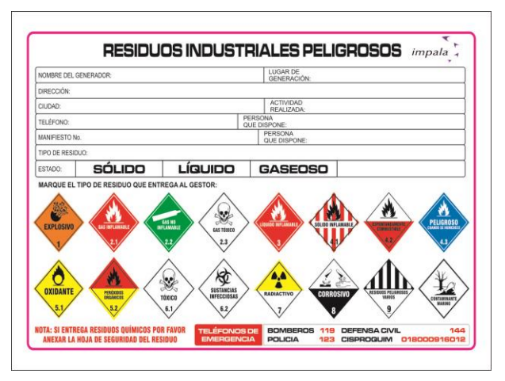 RESIDUOS INDUSTRIALES PELIGROSOS impala
NOMBRE DEL GENERADOR: LUGAR DE GENERACIÓN:
DIRECCIÓN:
CIUDAD: ACTIVIDAD REALIZADA:
TELÉFONO: PERSONA QUE DISPONE:
MANIFIESTO No. PERSONA QUE DISPONE:
TIPO DE RESIDUO:
ESTADO: SÓLIDO LÍQUIDO GASEOSO
MARQUE EL TIPO DE RESIDUO QUE ENTREGA AL GESTOR:
EXPLOSIVO
1
GAS INFLAMABLE
2.1
GAS NO INFLAMABLE
2.2
GAS TÓXICO
2.3
LÍQUIDO INFLAMABLE
3
SÓLIDO INFLAMABLE
4.1
4.2
PELIGROSO
4.3
OXIDANTE
5.1
PERÓXIDOS ORGÁNICOS
5.2
TÓXICO
6.1
SUSTANCIAS INFECCIOSAS
6.2
RADIACTIVO
7
CORROSIVO
8
RESIDUOS PELIGROSOS VARIOS
9
CONTAMINANTE MARINO
NOTA: SI ENTREGA RESIDUOS QUÍMICOS POR FAVOR
ANEXAR LA HOJA DE SEGURIDAD DEL RESIDUO
TELÉFONOS DE EMERGENCIA
BOMBEROS 119 DEFENSA CIVIL 144
POLICIA 123 CISPROQUIM 018000916012